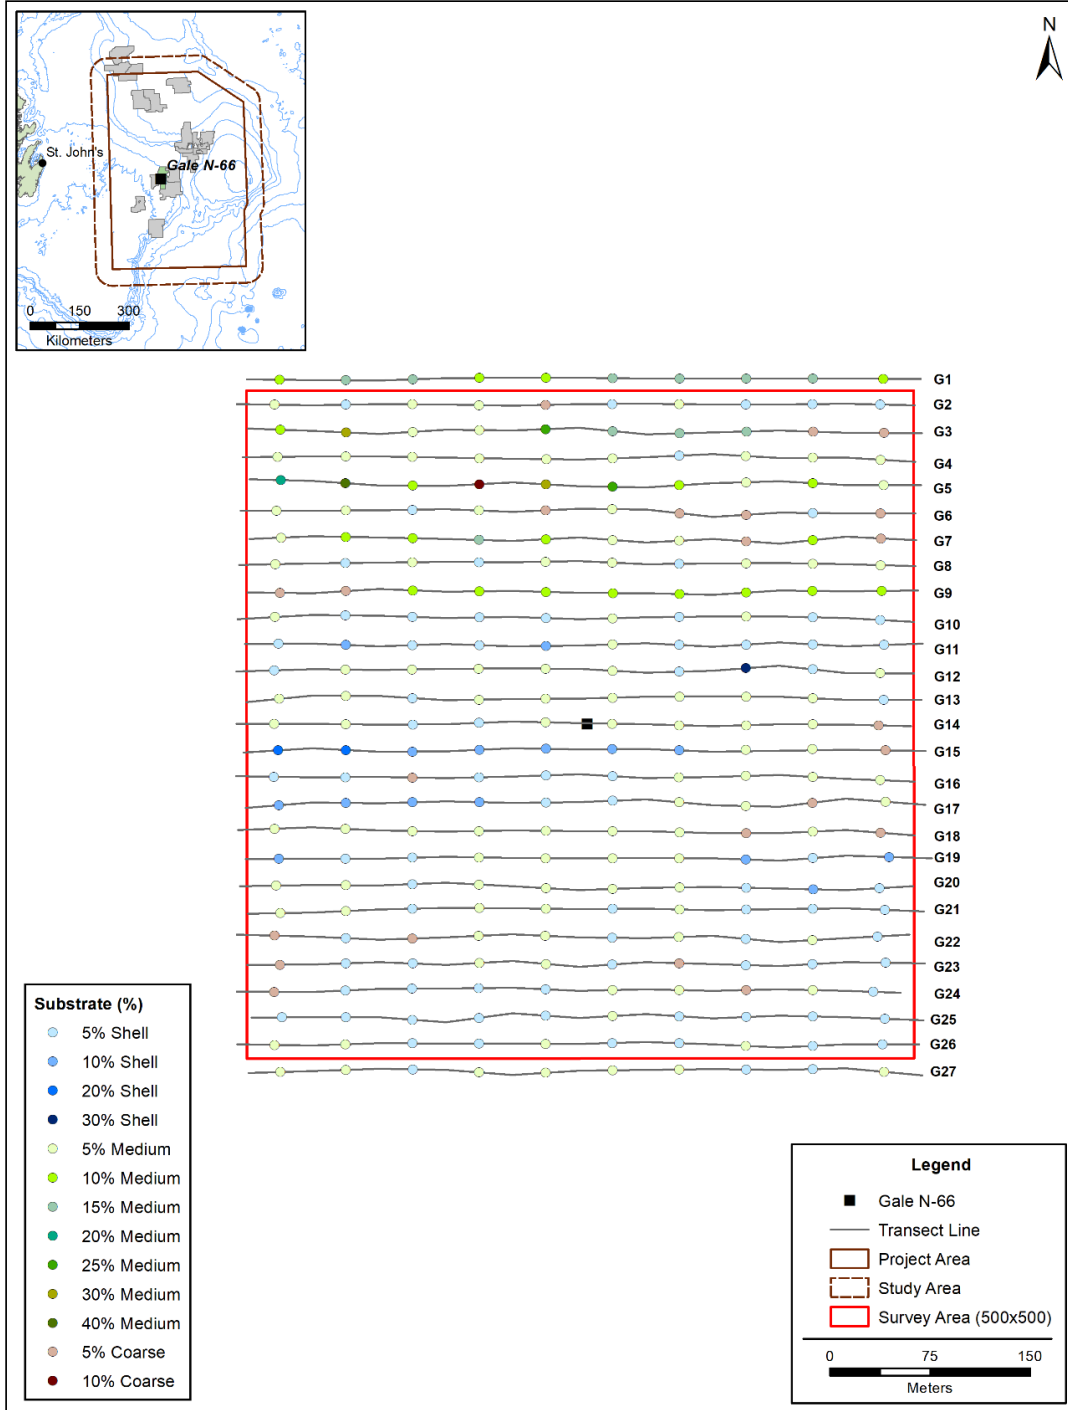 N
St. John's
Gale N-66
0 150 300
Kilometers
G1
G2
G3
G4
G5
G6
G7
G8
G9
G10
G11
G12
G13
G14
G15
G16
G17
G18
G19
G20
G21
G22
G23
G24
G25
G26
G27
Substrate (%)
5% Shell
10% Shell
20% Shell
30% Shell
5% Medium
10% Medium
15% Medium
20% Medium
25% Medium
30% Medium
40% Medium
5% Coarse
10% Coarse
Legend
Gale N-66
Transect Line
Project Area
Study Area
Survey Area (500x500)
0 75 150
Meters